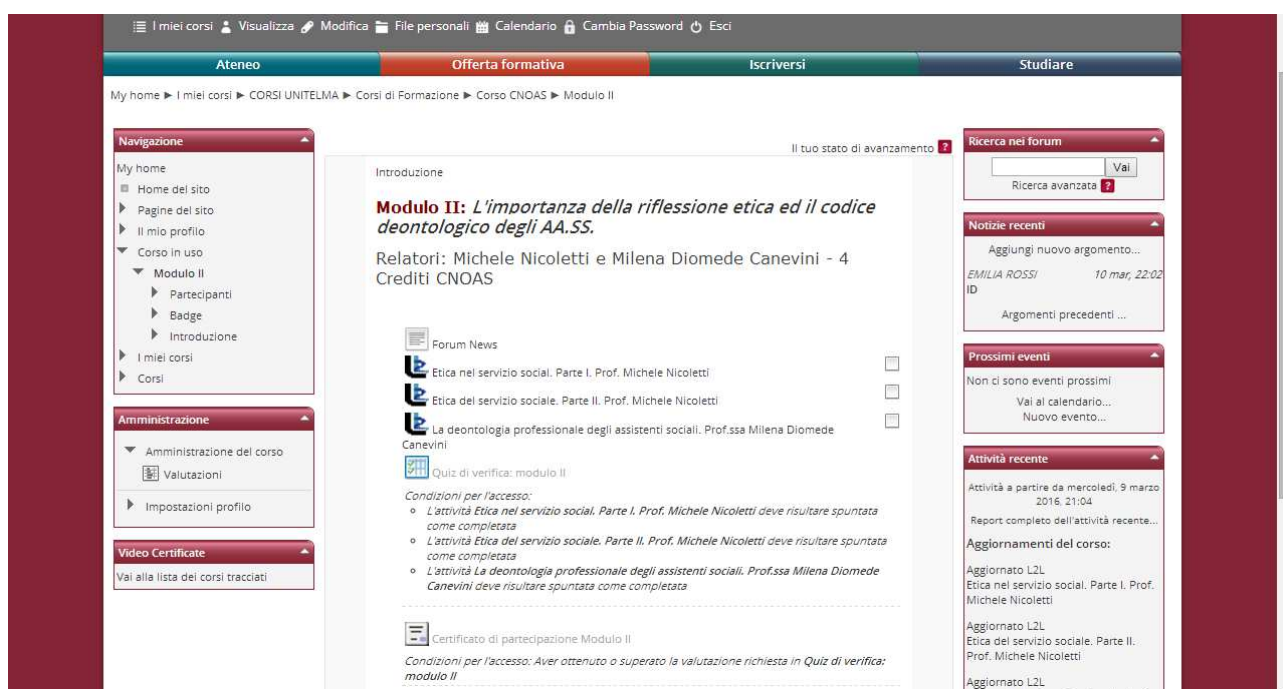 I miei corsi Visualizza Modifica File personali Calendario Cambia Password Esci
Ateneo Offerta formativa Iscriversi Studiare
My home ► I miei corsi ► CORSI UNITELMA ► Corsi di Formazione ► Corso CNOAS ► Modulo II
Navigazione
My home
Home del sito
Pagine del sito
Il mio profilo
Corso in uso
Modulo II
Partecipanti
Badge
Introduzione
I miei corsi
Corsi
Amministrazione
Amministrazione del corso
Valutazioni
Impostazioni profilo
Video Certificate
Vai alla lista dei corsi tracciati
Il tuo stato di avanzamento ?
Introduzione
Modulo II: L'importanza della riflessione etica ed il codice
deontologico degli AA.SS.
Relatori: Michele Nicoletti e Milena Diomede Canevini - 4
Crediti CNOAS
Forum News
Etica nel servizio social. Parte I. Prof. Michele Nicoletti
Etica del servizio sociale. Parte II. Prof. Michele Nicoletti
La deontologia professionale degli assistenti sociali. Prof.ssa Milena Diomede
Canevini
Quiz di verifica: modulo II
Condizioni per l'accesso:
L'attività Etica nel servizio social. Parte I. Prof. Michele Nicoletti deve risultare spuntata
come completata
L'attività Etica del servizio sociale. Parte II. Prof. Michele Nicoletti deve risultare spuntata
come completata
L'attività La deontologia professionale degli assistenti sociali. Prof.ssa Milena Diomede
Canevini deve risultare spuntata come completata
Certificato di partecipazione Modulo II
Condizioni per l'accesso: Aver ottenuto o superato la valutazione richiesta in Quiz di verifica:
modulo II
Ricerca nei forum
Vai
Ricerca avanzata ?
Notizie recenti
Aggiungi nuovo argomento...
EMILIA ROSSI 10 mar, 22:02
ID
Argomenti precedenti ...
Prossimi eventi
Non ci sono eventi prossimi
Vai al calendario...
Nuovo evento...
Attività recente
Attività a partire da mercoledì, 9 marzo
2016, 21:04
Report completo dell'attività recente...
Aggiornamenti del corso:
Aggiornato L2L
Etica nel servizio social. Parte I. Prof.
Michele Nicoletti
Aggiornato L2L
Etica del servizio sociale. Parte II.
Prof. Michele Nicoletti
Aggiornato L2L